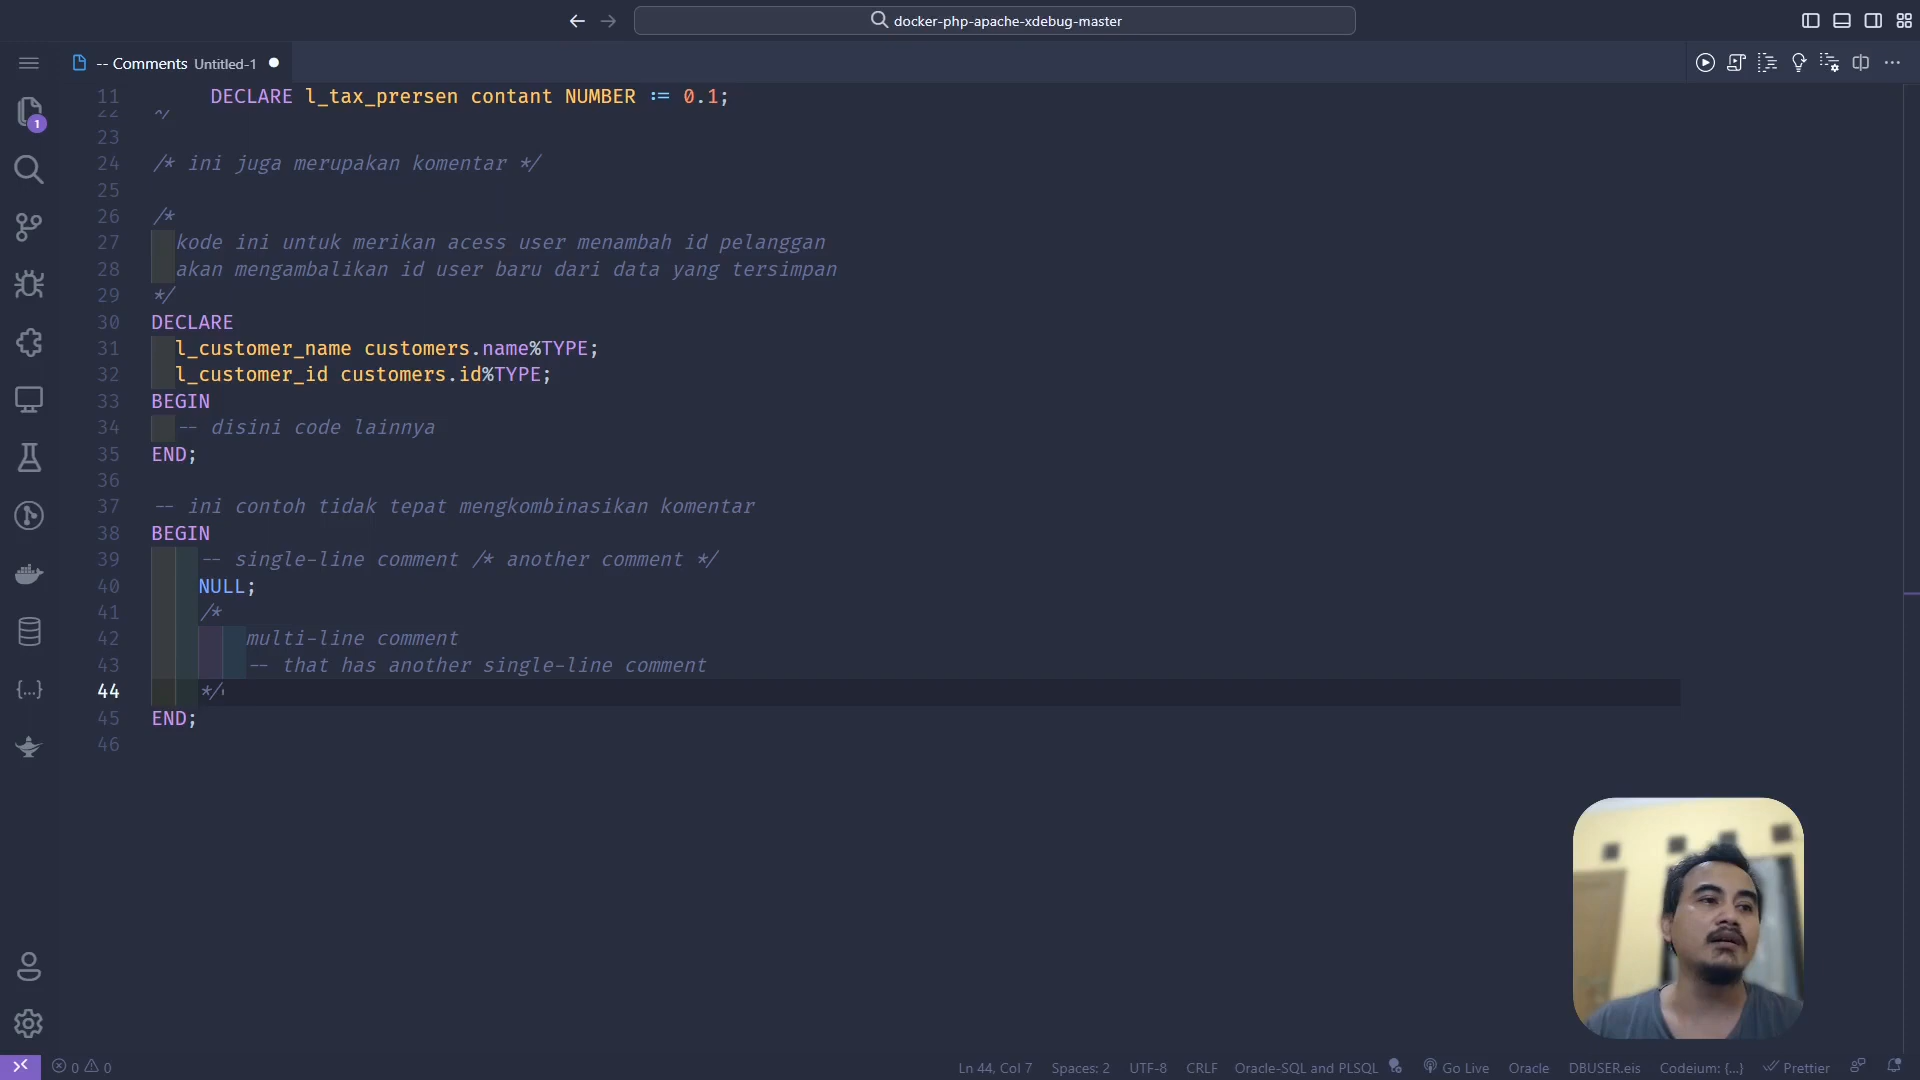 docker-php-apache-xdebug-master
-- Comments Untitled-1
11 DECLARE l_tax_prersen contant NUMBER := 0.1;
22 */
23
24 /* ini juga merupakan komentar */
25
26 /*
27 kode ini untuk merikan acess user menambah id pelanggan
28 akan mengambalikan id user baru dari data yang tersimpan
29 */
30 DECLARE
31 l_customer_name customers.name%TYPE;
32 l_customer_id customers.id%TYPE;
33 BEGIN
34 -- disini code lainnya
35 END;
36
37 -- ini contoh tidak tepat mengkombinasikan komentar
38 BEGIN
39 -- single-line comment /* another comment */
40 NULL;
41 /*
42 multi-line comment
43 -- that has another single-line comment
44 */
45 END;
46
1
0 0 Ln 44, Col 7 Spaces: 2 UTF-8 CRLF Oracle-SQL and PLSQL Go Live Oracle DBUSER.eis Codeium: {...} Prettier